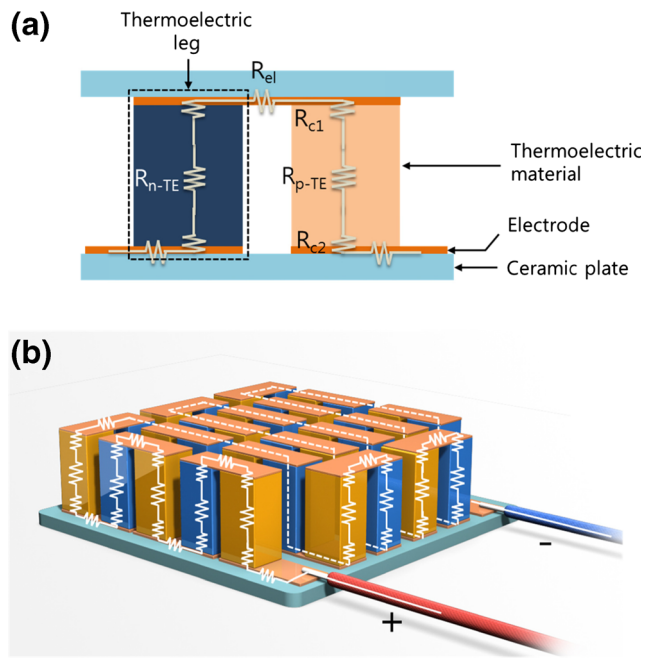 (a)
Thermoelectric
leg
Rel
Rc1
Rn-TE
Rp-TE
Thermoelectric
material
Rc2
Electrode
Ceramic plate
(b)
-
+